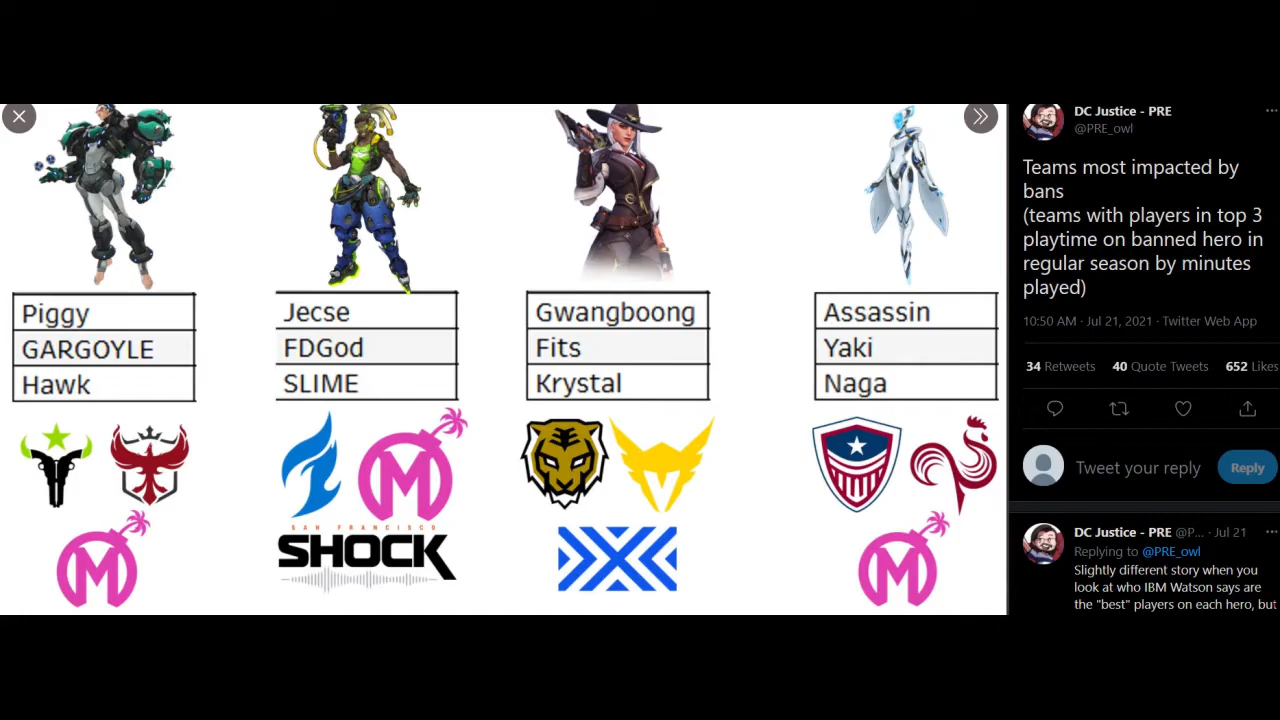 Piggy
GARGOYLE
Hawk
Jecse
FDGod
SLIME
Gwangboong
Fits
Krystal
Assassin
Yaki
Naga
M
M
SAN FRANCISCO
SHOCK
M
DC Justice - PRE
@PRE_owl
Teams most impacted by
bans
(teams with players in top 3
playtime on banned hero in
regular season by minutes
played)
10:50 AM · Jul 21, 2021 · Twitter Web App
34 Retweets 40 Quote Tweets 652 Likes
Tweet your reply
Reply
DC Justice - PRE @P... · Jul 21
Replying to @PRE_owl
Slightly different story when you
look at who IBM Watson says are
the "best" players on each hero, but